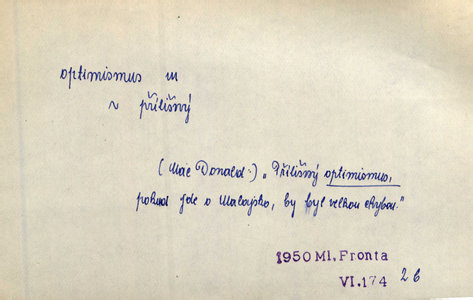 optimismus m
~ přílišný
(Mac Donald:) „Přílišný optimismus,
pokud jde o Malajsko, by byl velkou chybou."
1950 Ml. Fronta
VI.174 26